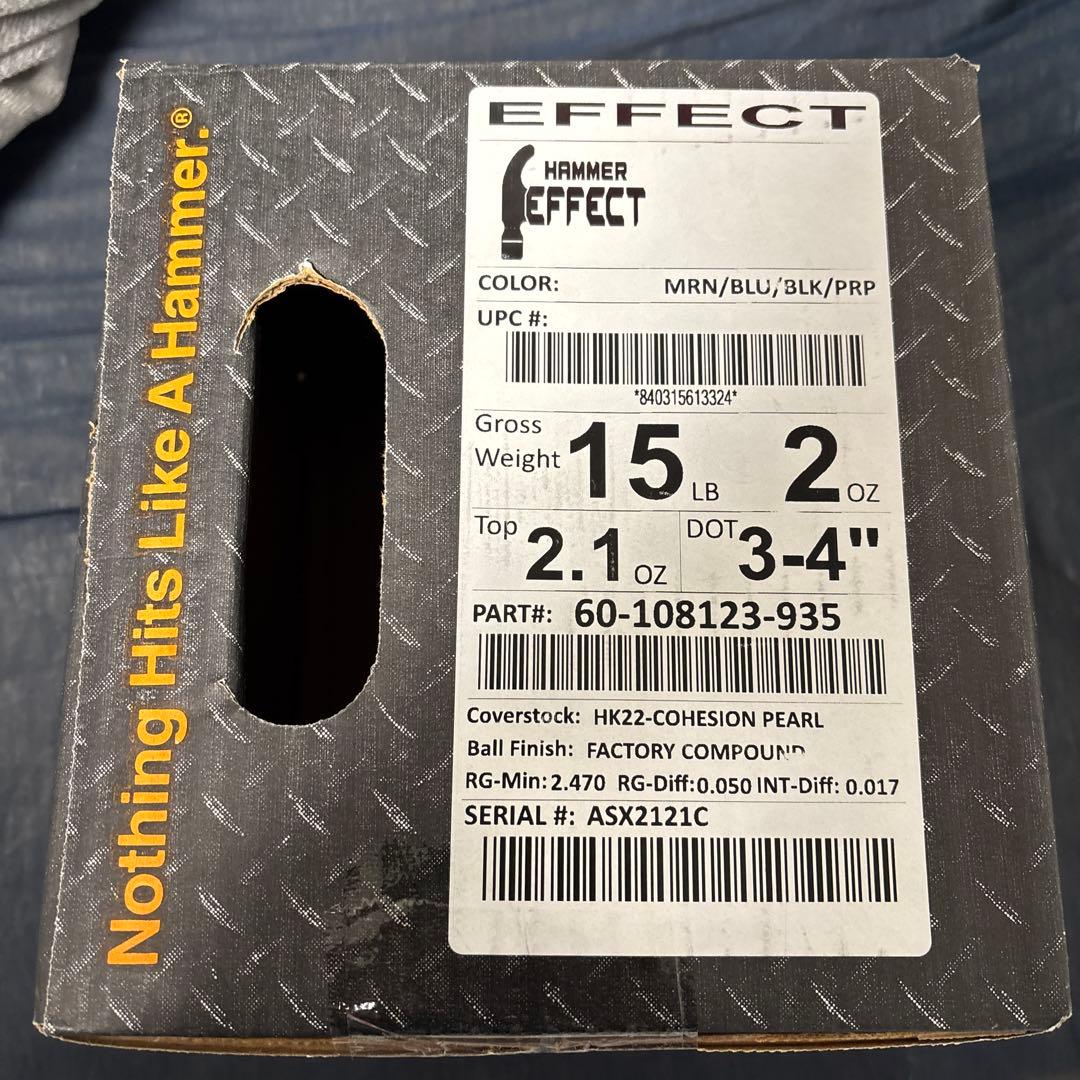 Nothing Hits Like A Hammer.®
EFFECT
HAMMER
EFFECT
COLOR: MRN/BLU/BLK/PRP
UPC #:
*840315613324*
Gross Weight 15 LB 2 OZ
Top 2.1 OZ DOT 3-4"
PART#: 60-108123-935
Coverstock: HK22-COHESION PEARL
Ball Finish: FACTORY COMPOUND
RG-Min: 2.470 RG-Diff: 0.050 INT-Diff: 0.017
SERIAL #: ASX2121C